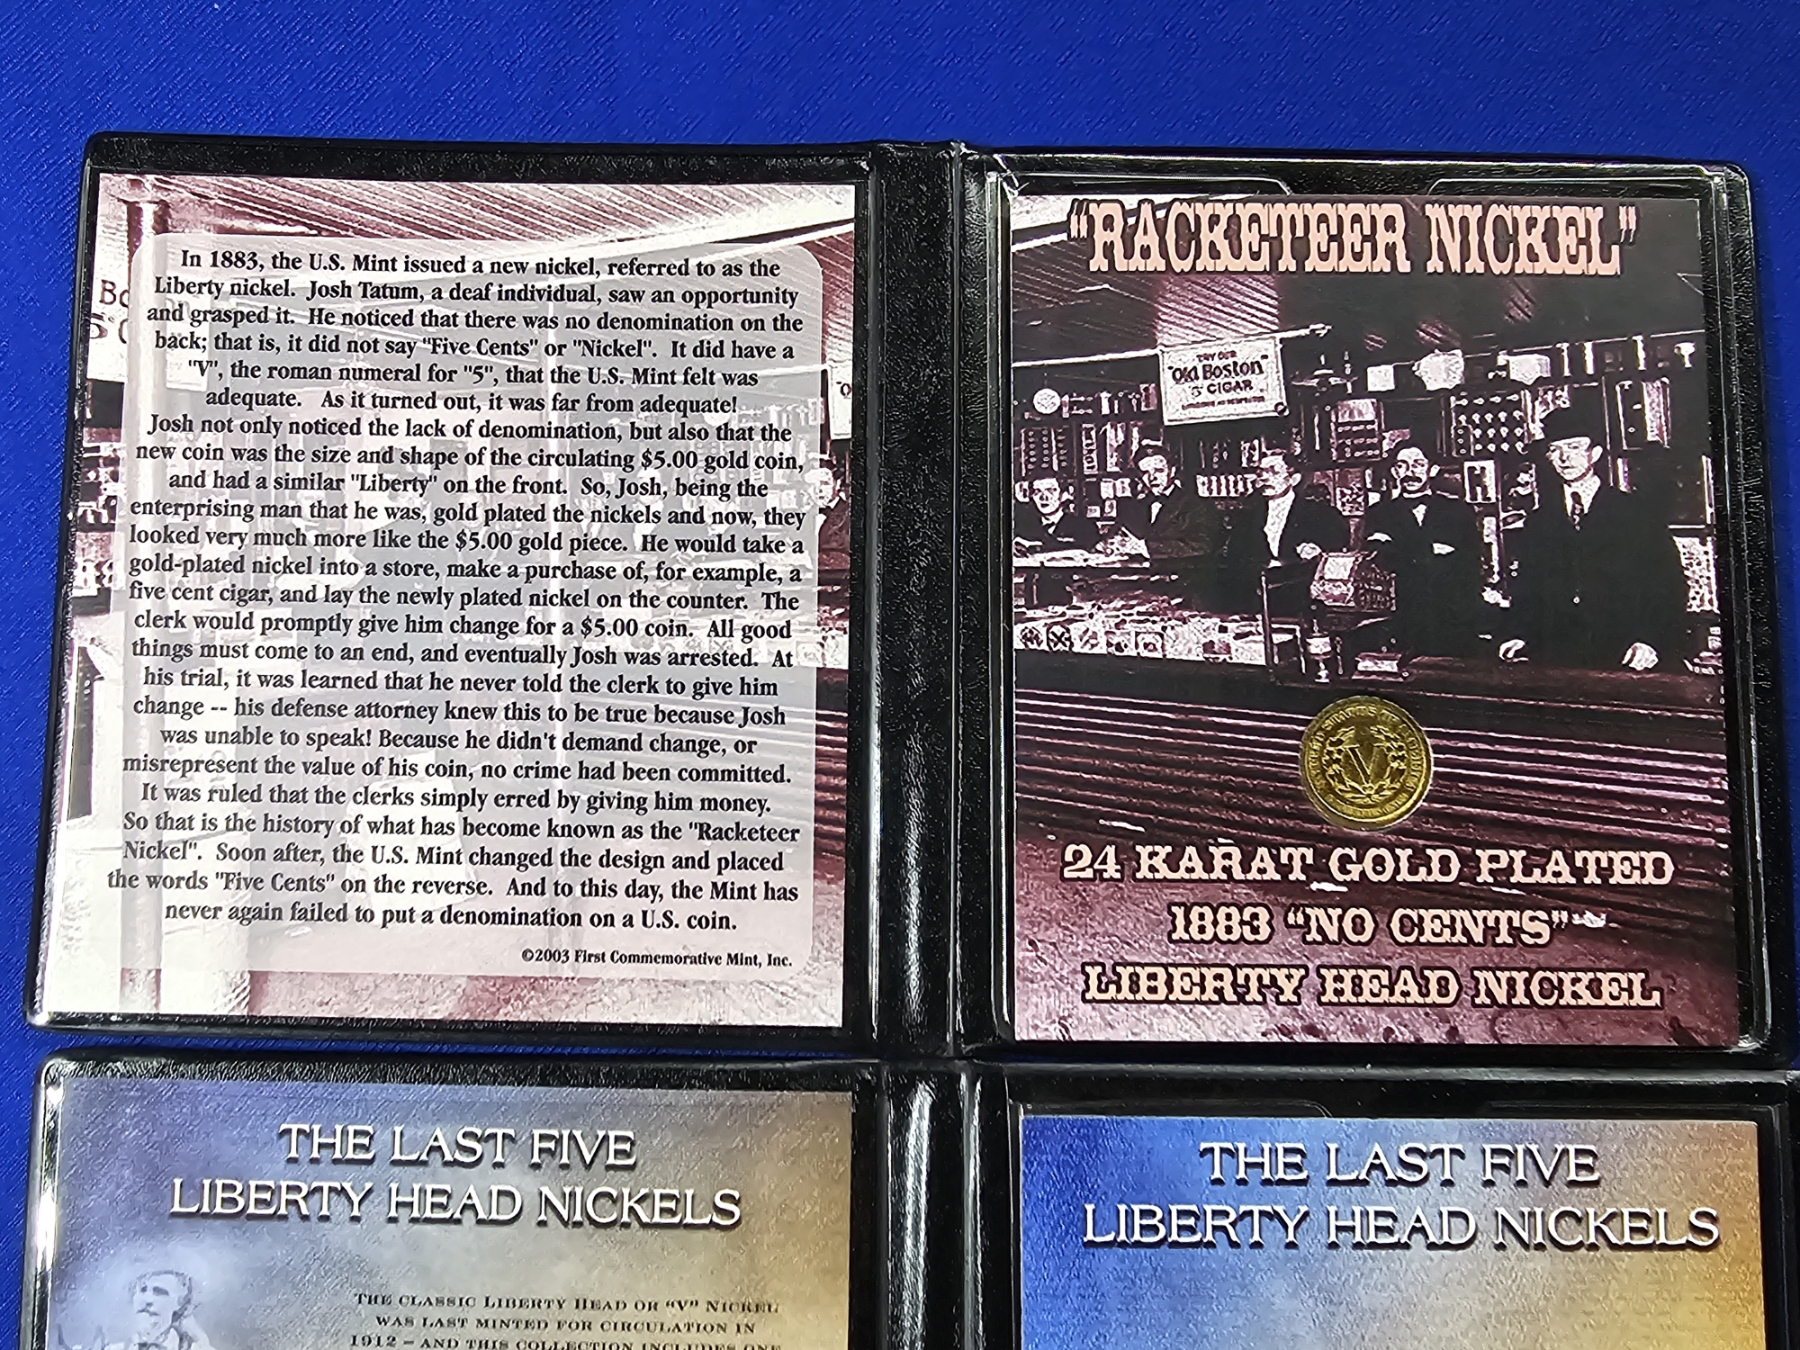 In 1883, the U.S. Mint issued a new nickel, referred to as the
Liberty nickel. Josh Tatum, a deaf individual, saw an opportunity
and grasped it. He noticed that there was no denomination on the
back; that is, it did not say "Five Cents" or "Nickel". It did have a
"V", the roman numeral for "5", that the U.S. Mint felt was
adequate. As it turned out, it was far from adequate!
Josh not only noticed the lack of denomination, but also that the
new coin was the size and shape of the circulating $5.00 gold coin,
and had a similar "Liberty" on the front. So, Josh, being the
enterprising man that he was, gold plated the nickels and now, they
looked very much more like the $5.00 gold piece. He would take a
gold-plated nickel into a store, make a purchase of, for example, a
five cent cigar, and lay the newly plated nickel on the counter. The
clerk would promptly give him change for a $5.00 coin. All good
things must come to an end, and eventually Josh was arrested. At
his trial, it was learned that he never told the clerk to give him
change -- his defense attorney knew this to be true because Josh
was unable to speak! Because he didn't demand change, or
misrepresent the value of his coin, no crime had been committed.
It was ruled that the clerks simply erred by giving him money.
So that is the history of what has become known as the "Racketeer
Nickel". Soon after, the U.S. Mint changed the design and placed
the words "Five Cents" on the reverse. And to this day, the Mint has
never again failed to put a denomination on a U.S. coin.
©2003 First Commemorative Mint, Inc.
"RACKETEER NICKEL"
TRY OUR
"Old Boston"
5¢ CIGAR
V
24 KARAT GOLD PLATED
1883 "NO CENTS"
LIBERTY HEAD NICKEL
THE LAST FIVE
LIBERTY HEAD NICKELS
THE CLASSIC LIBERTY HEAD OR "V" NICKEL
WAS LAST MINTED FOR CIRCULATION IN
1912 – AND THIS COLLECTION INCLUDES ONE
THE LAST FIVE
LIBERTY HEAD NICKELS